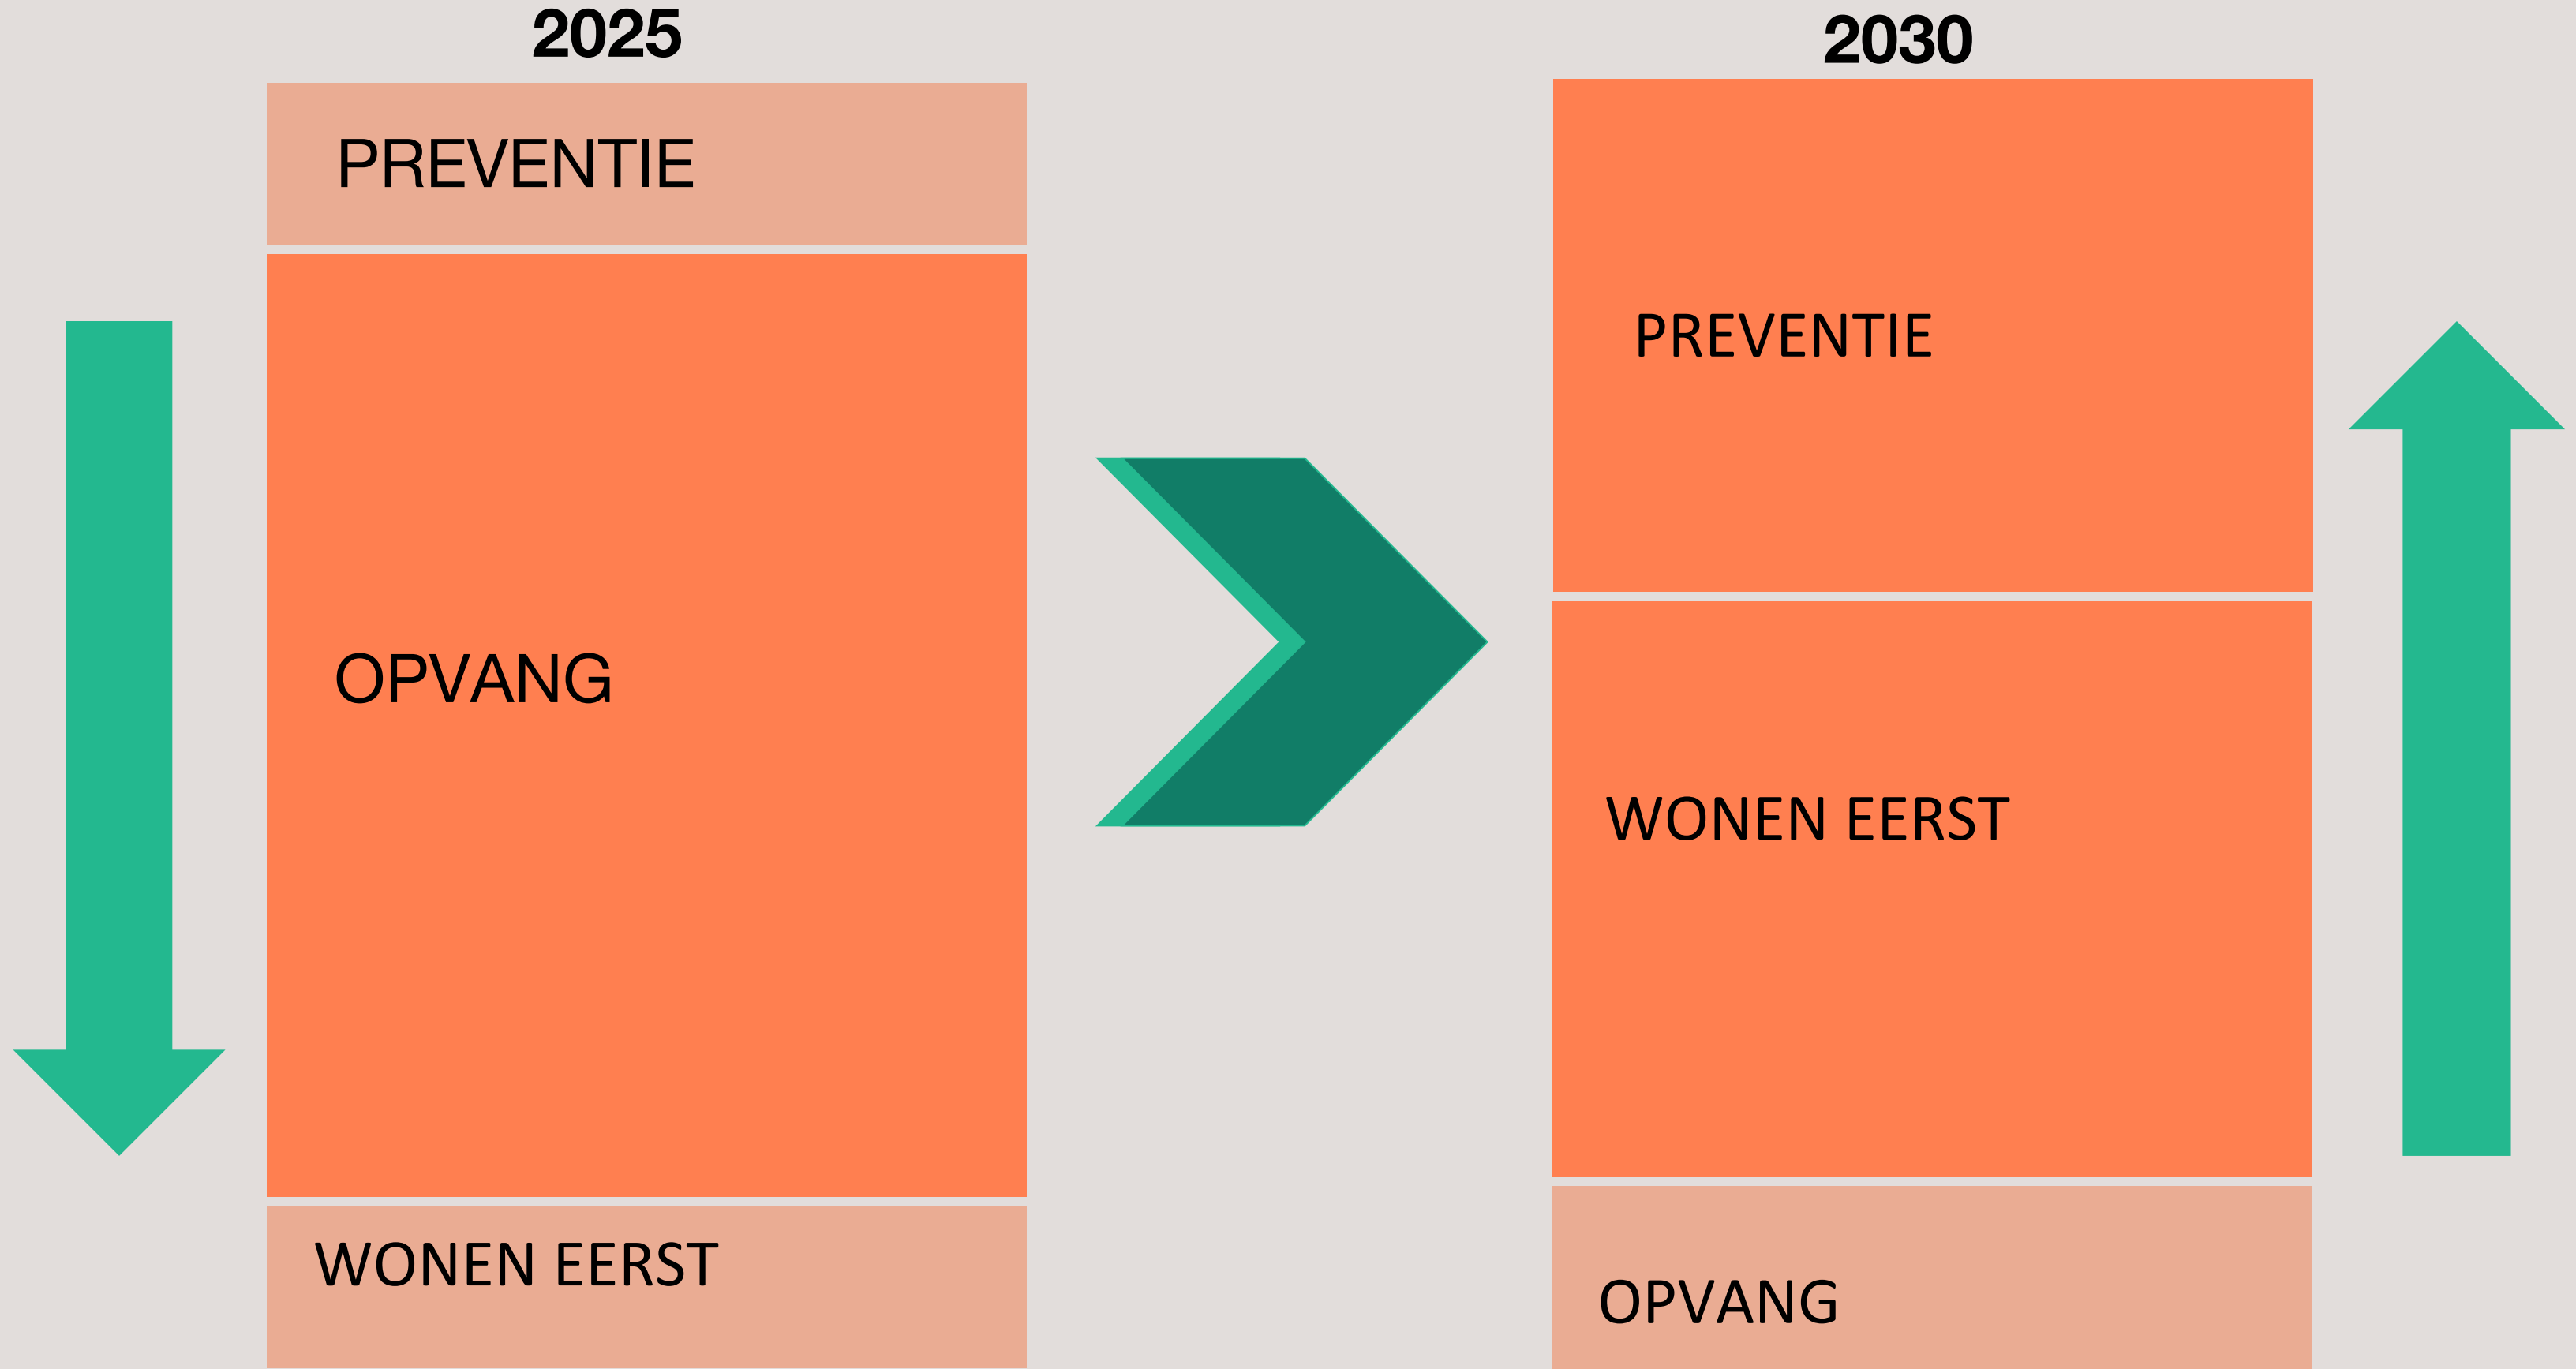 2025
PREVENTIE
OPVANG
WONEN EERST
2030
PREVENTIE
WONEN EERST
OPVANG